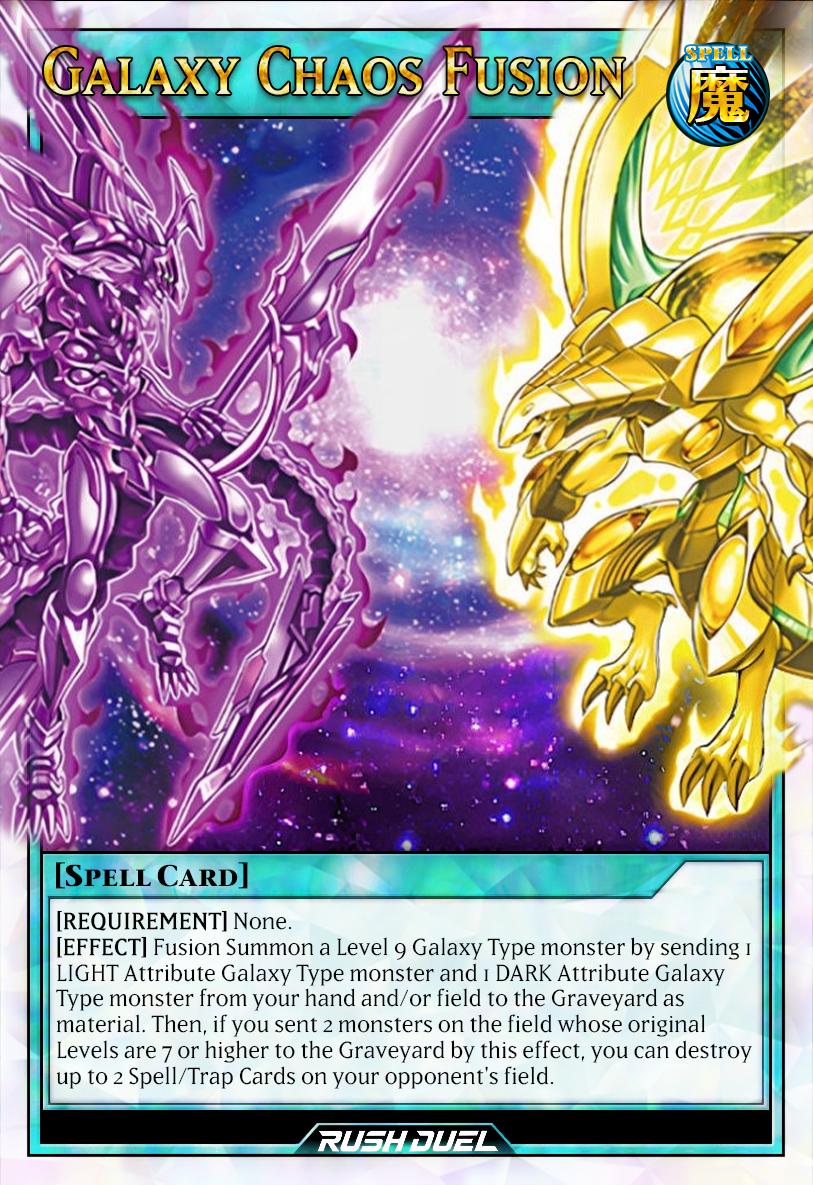 GALAXY CHAOS FUSION
SPELL
魔
[SPELL CARD]
[REQUIREMENT] None.
[EFFECT] Fusion Summon a Level 9 Galaxy Type monster by sending 1
LIGHT Attribute Galaxy Type monster and 1 DARK Attribute Galaxy
Type monster from your hand and/or field to the Graveyard as
material. Then, if you sent 2 monsters on the field whose original
Levels are 7 or higher to the Graveyard by this effect, you can destroy
up to 2 Spell/Trap Cards on your opponent's field.
RUSH DUEL